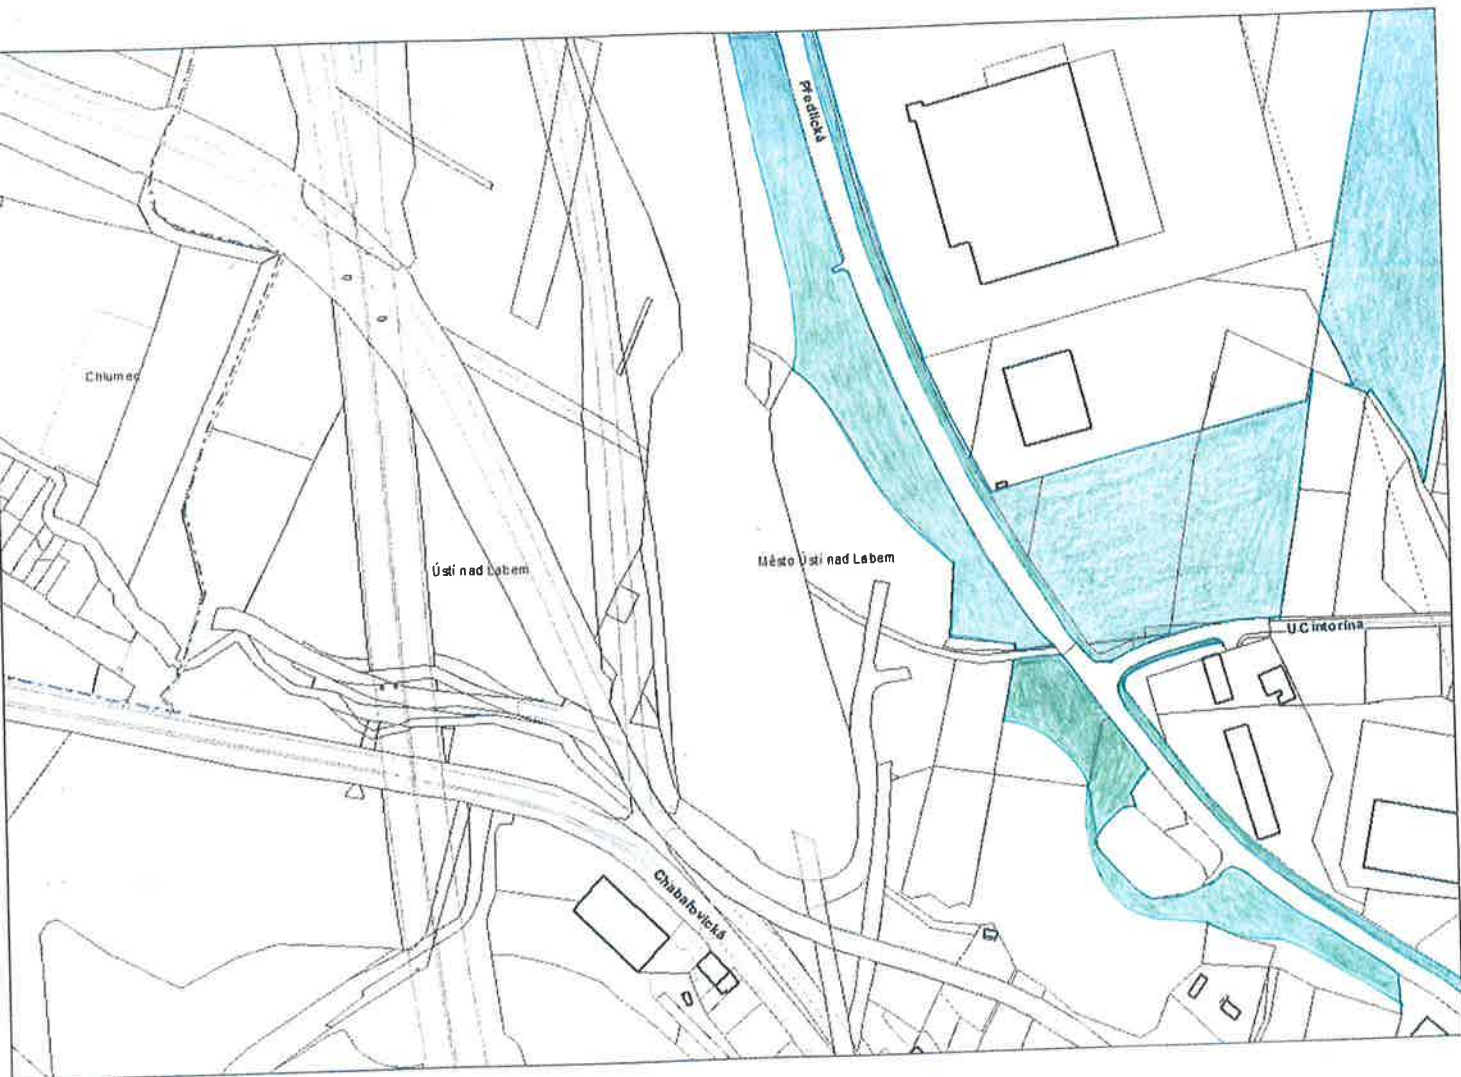 Předlická
Chlumec
Ústí nad Labem
Město Ústí nad Labem
U Cintorína
Chabařovická